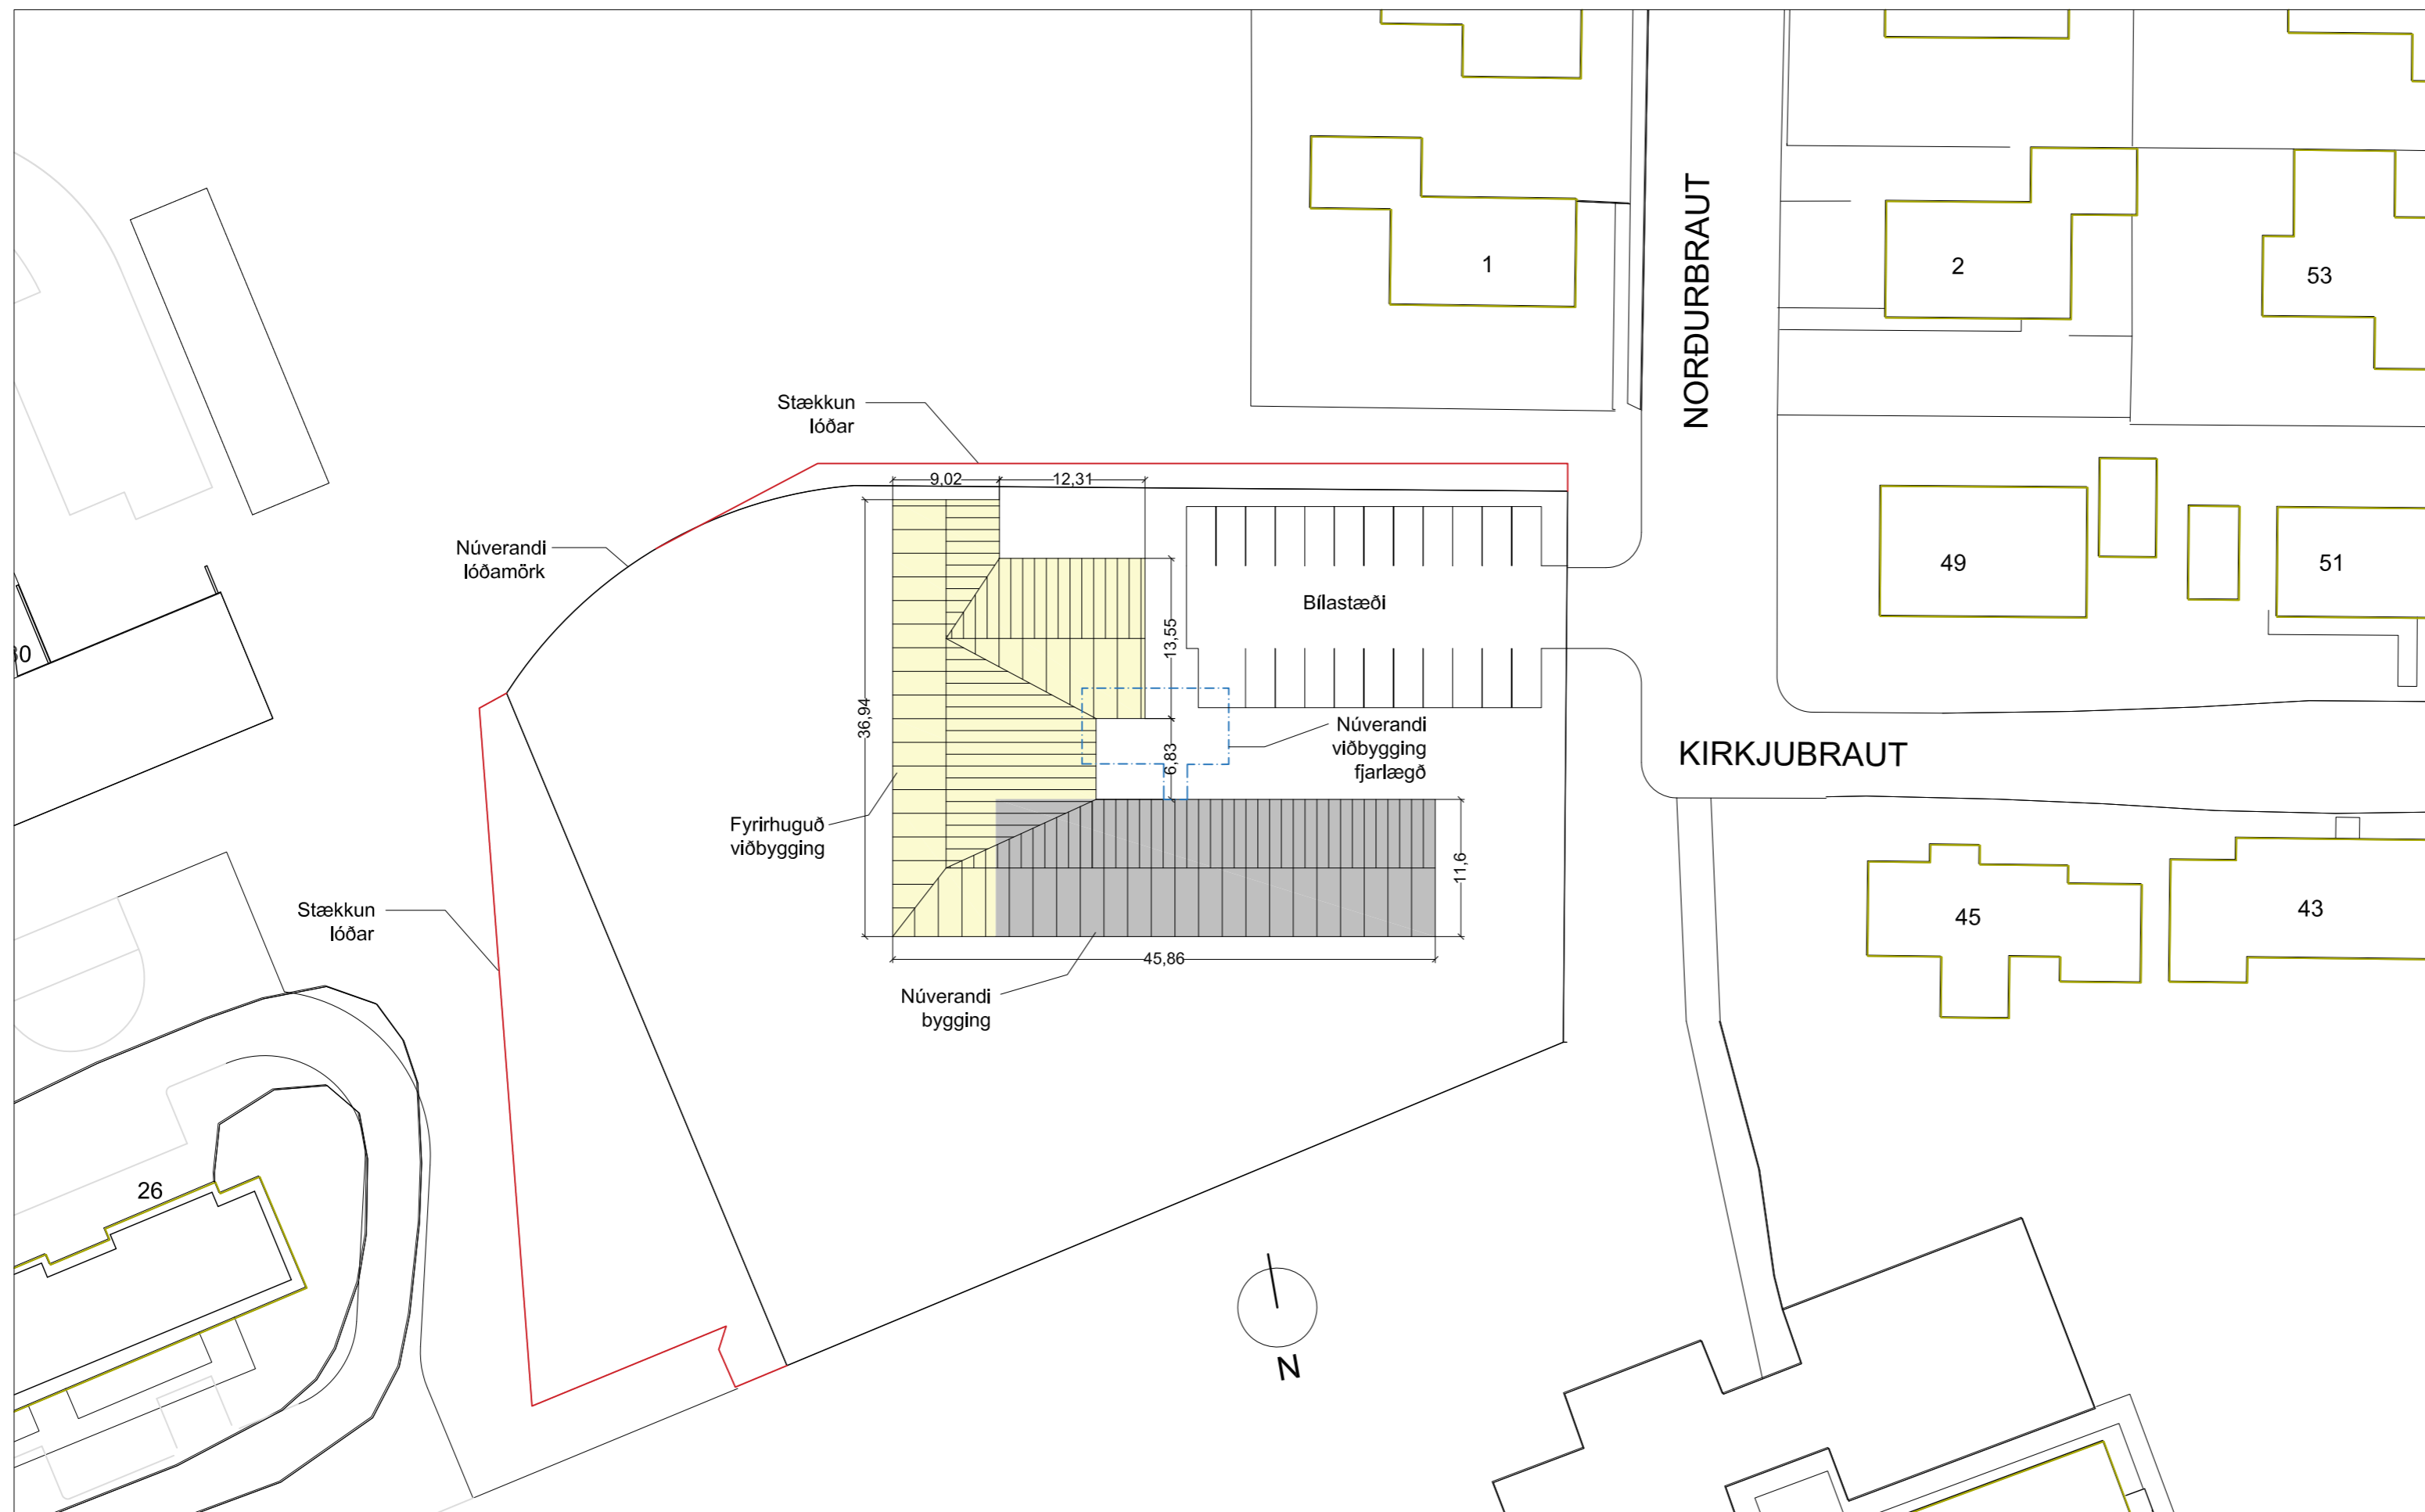 NORÐURBRAUT
1
2
53
Stækkun
lóðar
9,02
12,31
Núverandi
lóðamörk
49
51
Bílastæði
13,55
36,94
Núverandi
viðbygging
fjarlægð
6,83
KIRKJUBRAUT
Fyrirhuguð
viðbygging
11,6
45
43
Stækkun
lóðar
45,86
Núverandi
bygging
26
N